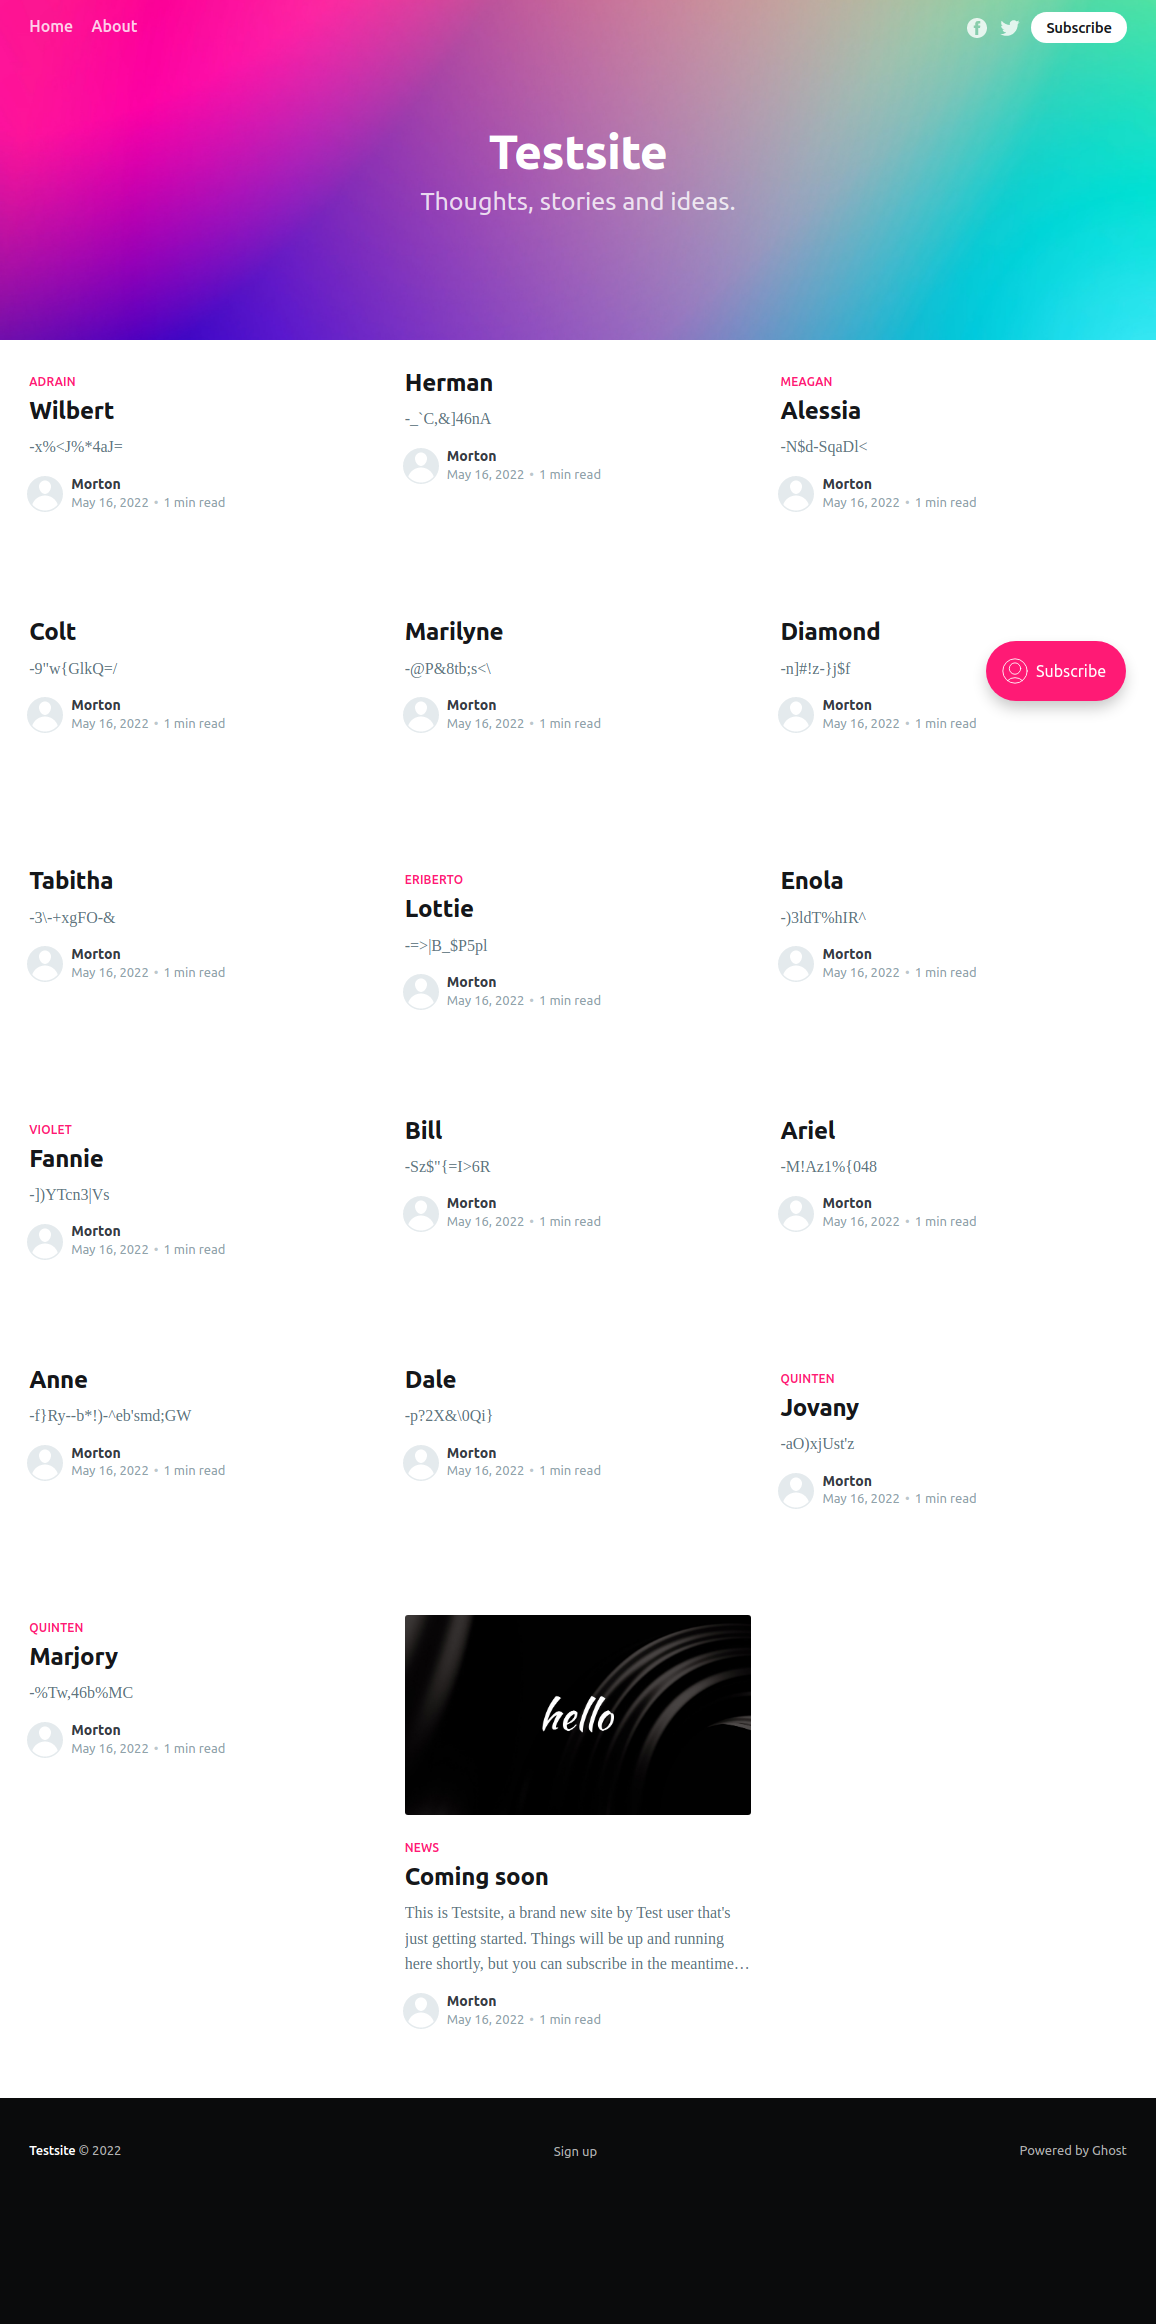 Home About
Subscribe
Testsite
Thoughts, stories and ideas.
ADRAIN
Wilbert
-x%<J%*4aJ=
Morton
May 16, 2022 • 1 min read
Herman
-_`C,&]46nA
Morton
May 16, 2022 • 1 min read
MEAGAN
Alessia
-N$d-SqaDl<
Morton
May 16, 2022 • 1 min read
Colt
-9"w{GlkQ=/
Morton
May 16, 2022 • 1 min read
Marilyne
-@P&8tb;s<\
Morton
May 16, 2022 • 1 min read
Diamond
-n]#!z-}j$f
Morton
May 16, 2022 • 1 min read
Subscribe
Tabitha
-3\-+xgFO-&
Morton
May 16, 2022 • 1 min read
ERIBERTO
Lottie
-=>|B_$P5pl
Morton
May 16, 2022 • 1 min read
Enola
-)3ldT%hIR^
Morton
May 16, 2022 • 1 min read
VIOLET
Fannie
-])YTcn3|Vs
Morton
May 16, 2022 • 1 min read
Bill
-Sz$"{=I>6R
Morton
May 16, 2022 • 1 min read
Ariel
-M!Az1%{048
Morton
May 16, 2022 • 1 min read
Anne
-f}Ry--b*!)-^eb'smd;GW
Morton
May 16, 2022 • 1 min read
Dale
-p?2X&\0Qi}
Morton
May 16, 2022 • 1 min read
QUINTEN
Jovany
-aO)xjUst'z
Morton
May 16, 2022 • 1 min read
QUINTEN
Marjory
-%Tw,46b%MC
Morton
May 16, 2022 • 1 min read
hello
NEWS
Coming soon
This is Testsite, a brand new site by Test user that's
just getting started. Things will be up and running
here shortly, but you can subscribe in the meantime…
Morton
May 16, 2022 • 1 min read
Testsite © 2022
Sign up
Powered by Ghost